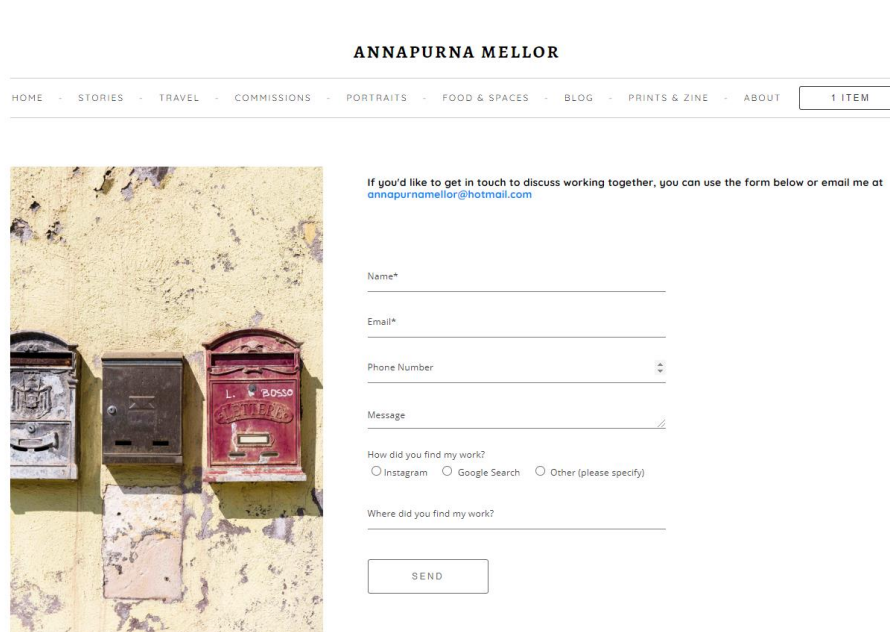 ANNAPURNA MELLOR
HOME - STORIES - TRAVEL - COMMISSIONS - PORTRAITS - FOOD & SPACES - BLOG - PRINTS & ZINE - ABOUT 1 ITEM
If you'd like to get in touch to discuss working together, you can use the form below or email me at
annapurnamellor@hotmail.com
Name*
Email*
Phone Number
L. BOSSO
LETTERE
Message
How did you find my work?
Instagram Google Search Other (please specify)
Where did you find my work?
SEND